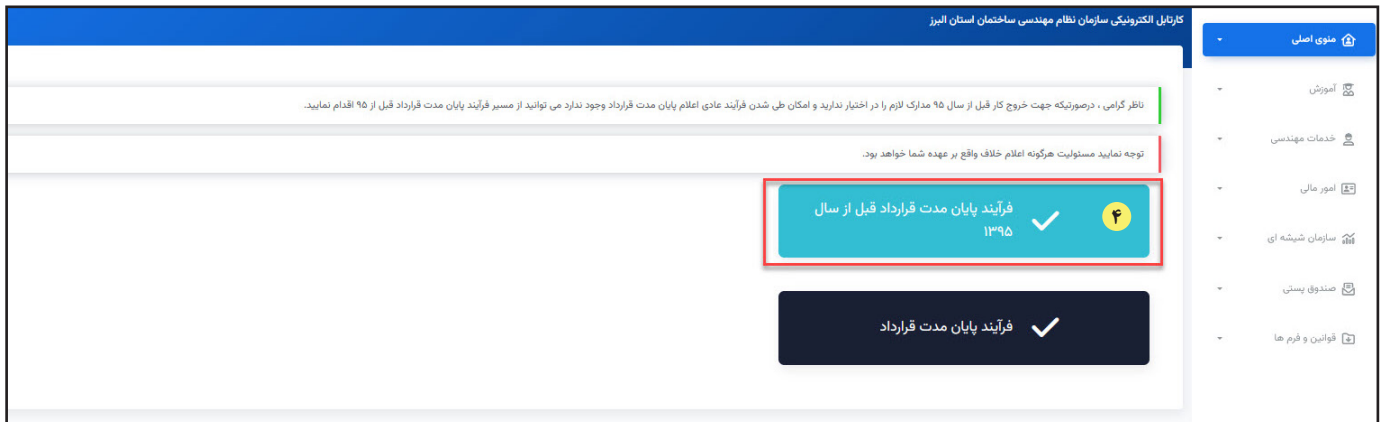 کارتابل الکترونیکی سازمان نظام مهندسی ساختمان استان البرز
منوی اصلی
آموزش
خدمات مهندسی
امور مالی
سازمان شیشه ای
صندوق پستی
قوانین و فرم ها
ناظر گرامی ، درصورتیکه جهت خروج کار قبل از سال ۹۵ مدارک لازم را در اختیار ندارید و امکان طی شدن فرآیند عادی اعلام پایان مدت قرارداد وجود ندارد می توانید از مسیر فرآیند پایان مدت قرارداد قبل از ۹۵ اقدام نمایید.
توجه نمایید مسئولیت هرگونه اعلام خلاف واقع بر عهده شما خواهد بود.
۴
فرآیند پایان مدت قرارداد قبل از سال
۱۳۹۵
فرآیند پایان مدت قرارداد